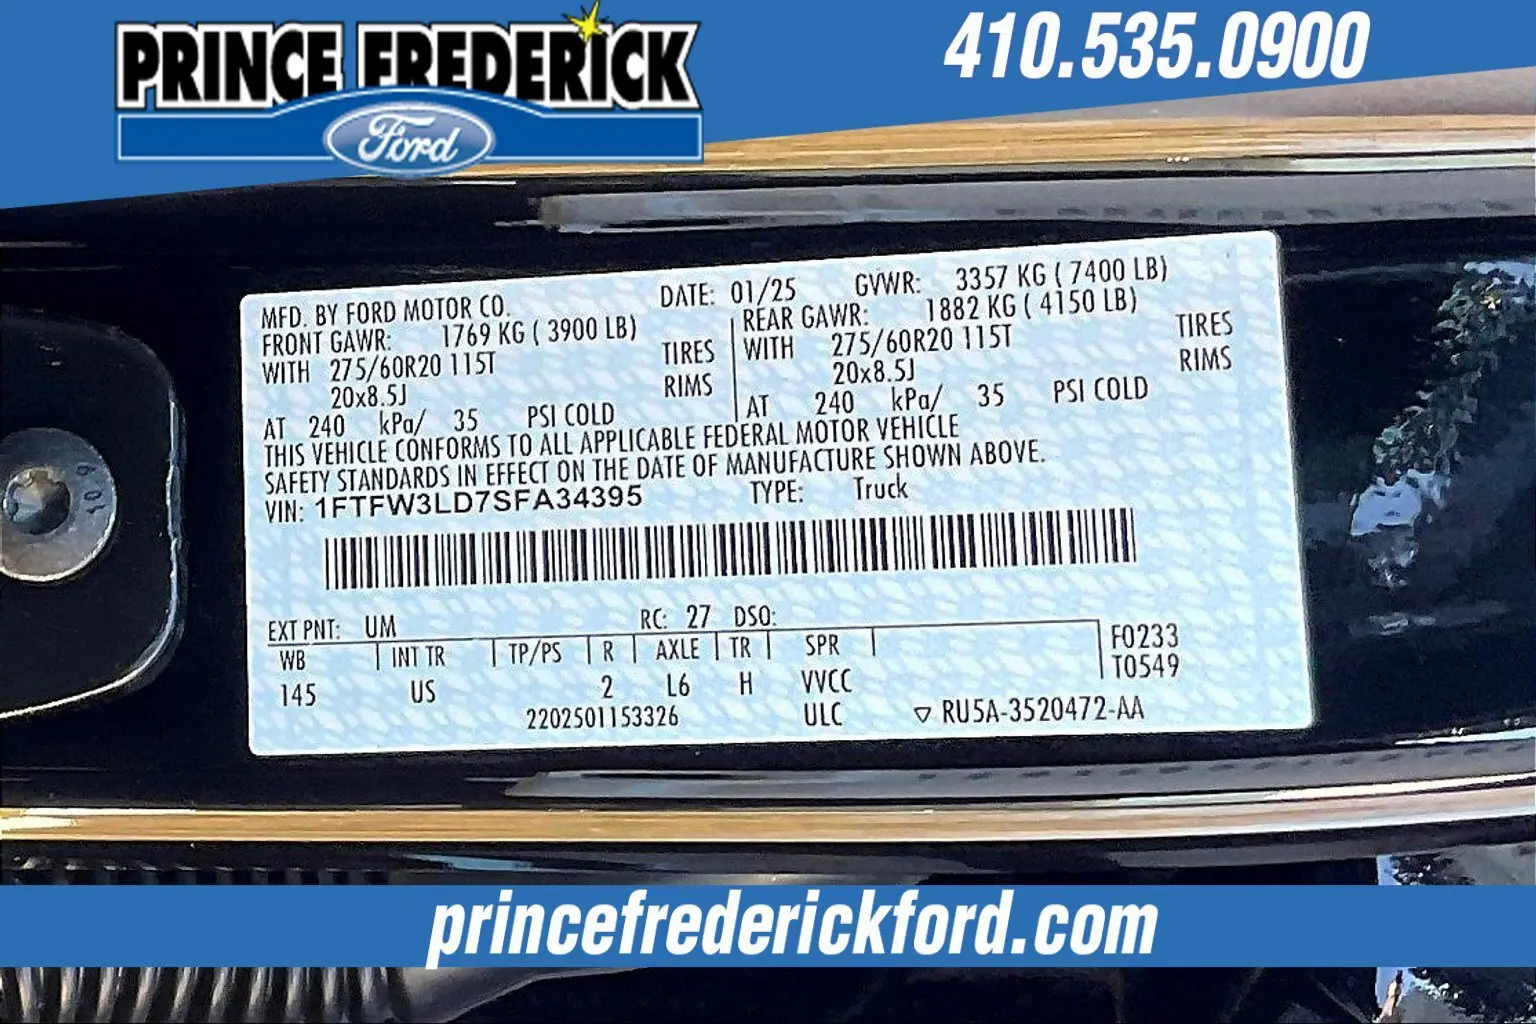 PRINCE FREDERICK
Ford
410.535.0900
MFD. BY FORD MOTOR CO. DATE: 01/25 GVWR: 3357 KG ( 7400 LB)
FRONT GAWR: 1769 KG ( 3900 LB) REAR GAWR: 1882 KG ( 4150 LB)
WITH 275/60R20 115T TIRES WITH 275/60R20 115T TIRES
20x8.5J RIMS 20x8.5J RIMS
AT 240 kPa/ 35 PSI COLD AT 240 kPa/ 35 PSI COLD
THIS VEHICLE CONFORMS TO ALL APPLICABLE FEDERAL MOTOR VEHICLE
SAFETY STANDARDS IN EFFECT ON THE DATE OF MANUFACTURE SHOWN ABOVE.
VIN: 1FTFW3LD7SFA34395 TYPE: Truck
EXT PNT: UM RC: 27 DSO:
WB INT TR TP/PS R AXLE TR SPR F0233
145 US 2 L6 H VVCC T0549
2202501153326 ULC ▽ RU5A-3520472-AA
109
princefrederickford.com